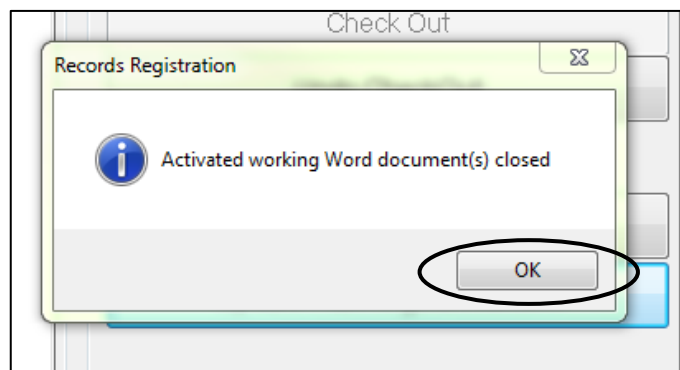 Check Out
Records Registration
Activated working Word document(s) closed
OK